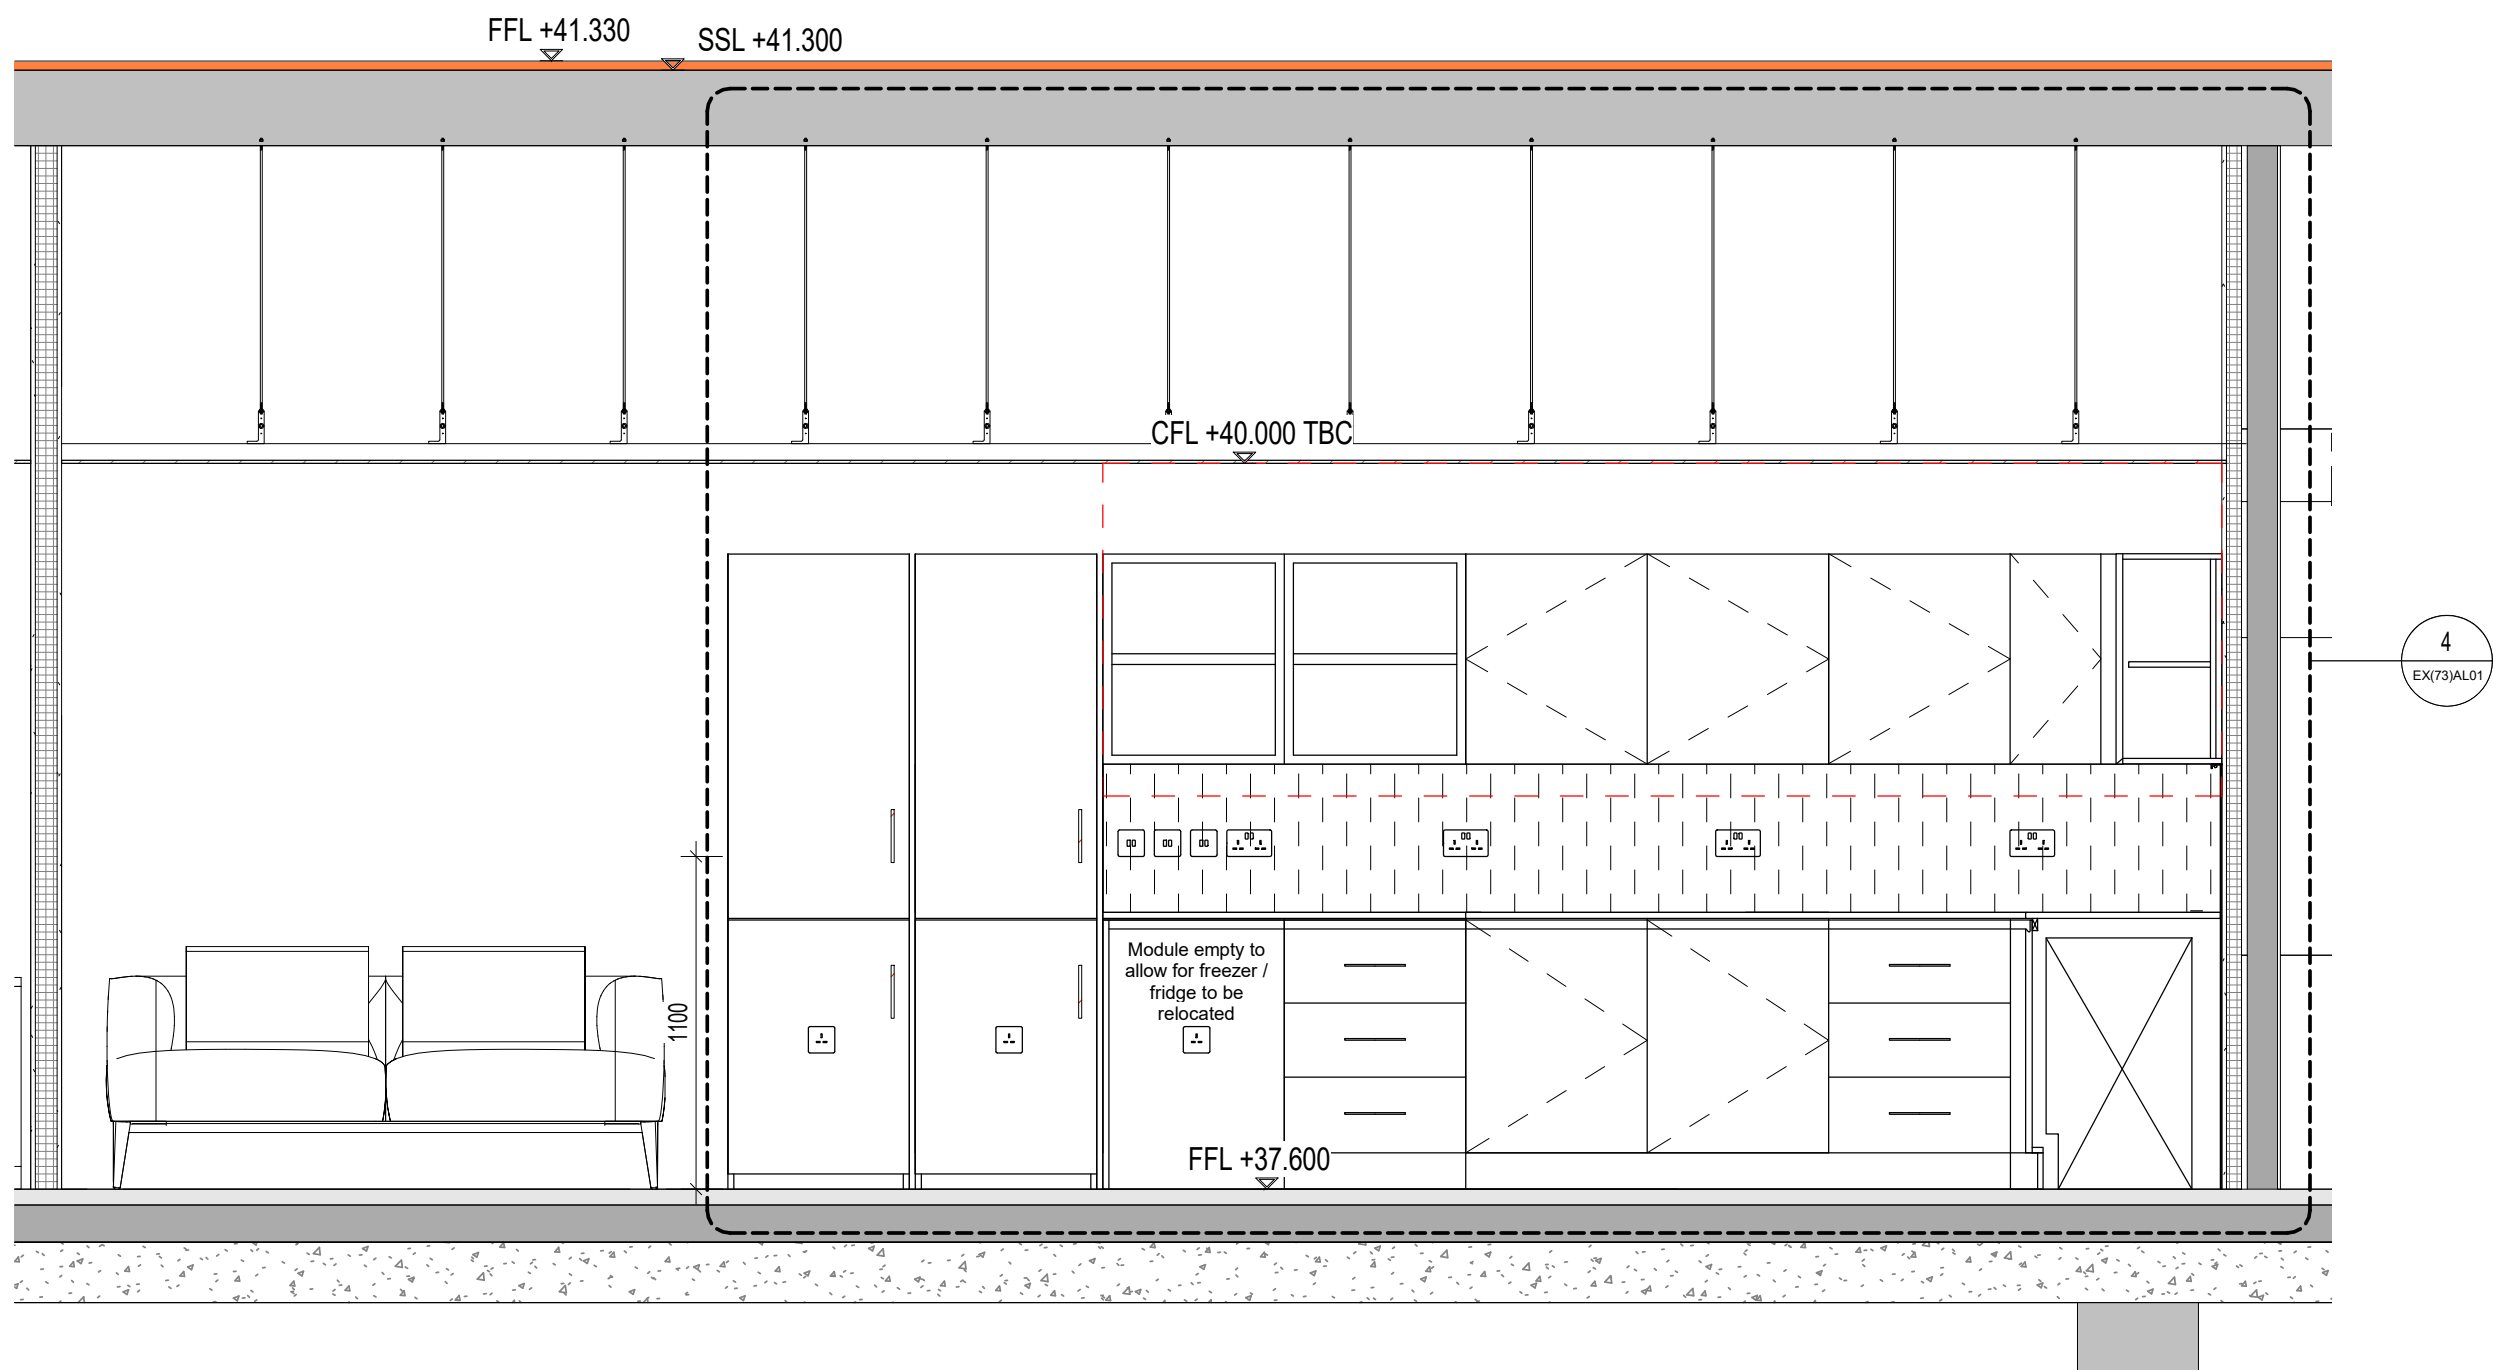 FFL +41.330
SSL +41.300
CFL +40.000 TBC
4
EX(73)AL01
Module empty to
allow for freezer /
fridge to be
relocated
1100
FFL +37.600